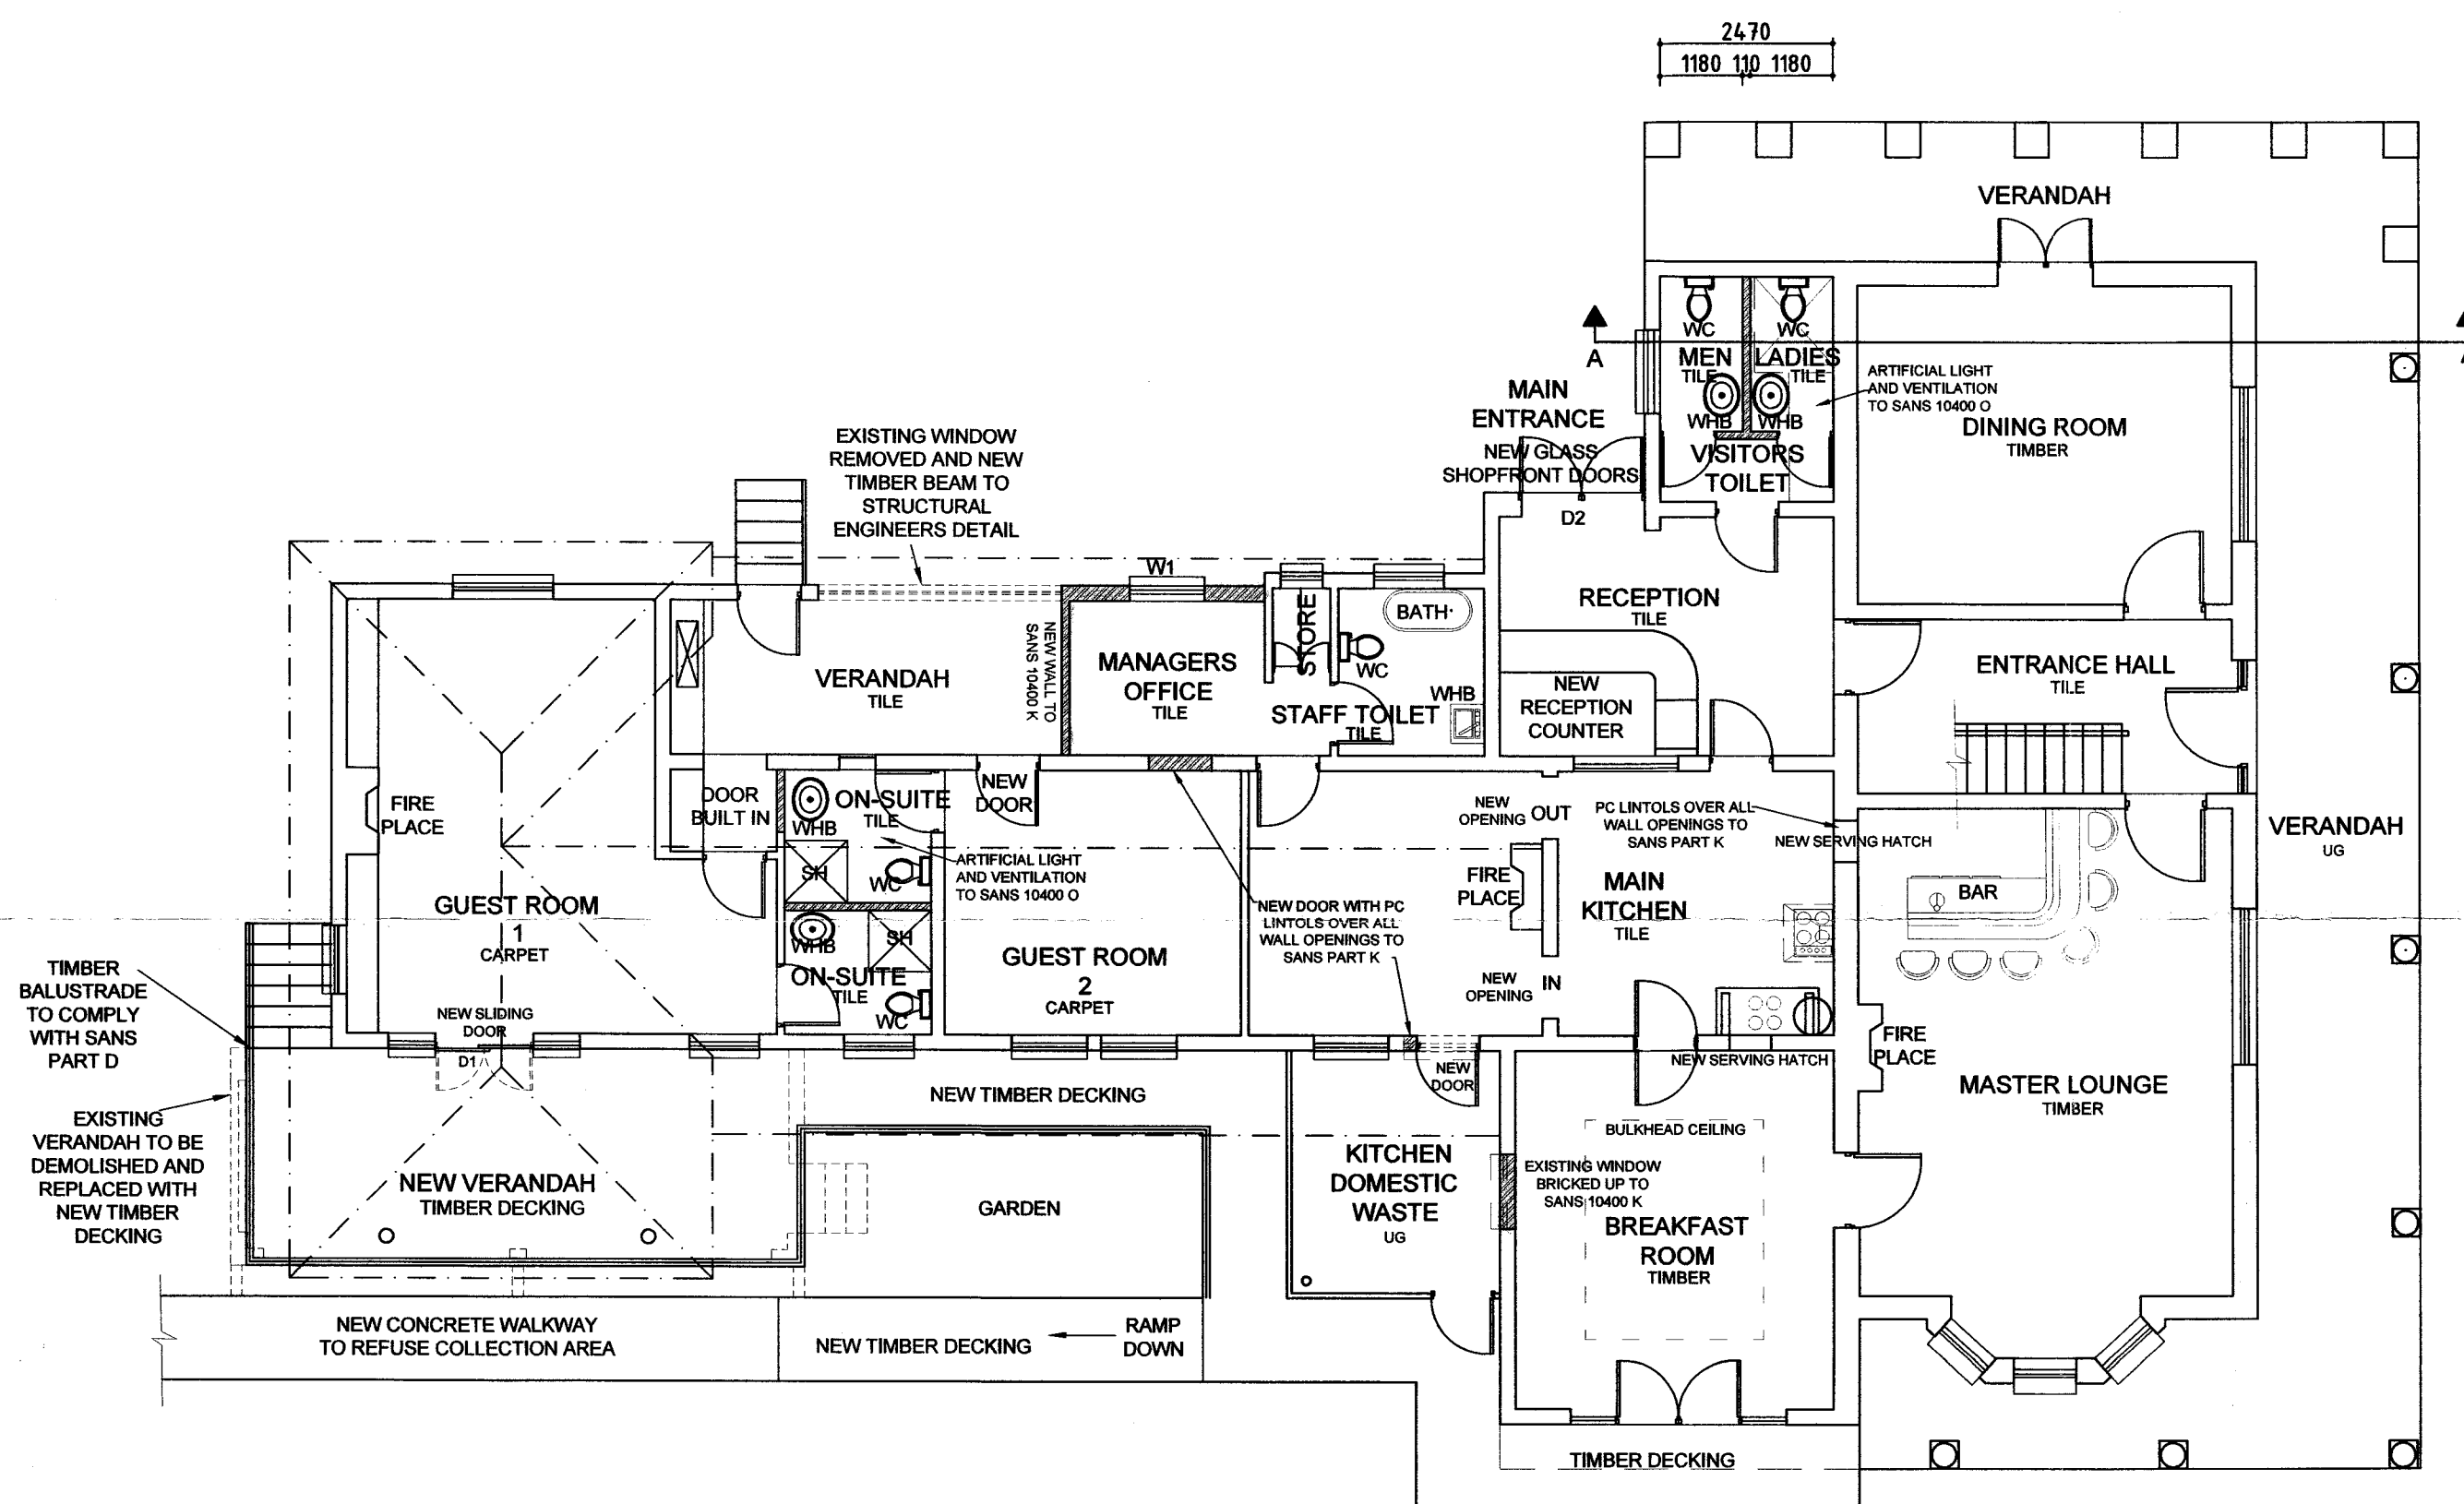 2470
1180 110 1180
VERANDAH
WC
MEN
TILE
WHB
WC
LADIES
TILE
WHB
A
ARTIFICIAL LIGHT
AND VENTILATION
TO SANS 10400 O
DINING ROOM
TIMBER
MAIN
ENTRANCE
NEW GLASS
SHOPFRONT DOORS
VISITORS
TOILET
D2
EXISTING WINDOW
REMOVED AND NEW
TIMBER BEAM TO
STRUCTURAL
ENGINEERS DETAIL
W1
RECEPTION
TILE
STORE
BATH
WC
WHB
STAFF TOILET
TILE
MANAGERS
OFFICE
TILE
NEW WALL TO
SANS 10400 K
VERANDAH
TILE
NEW
RECEPTION
COUNTER
ENTRANCE HALL
TILE
FIRE
PLACE
DOOR
BUILT IN
WHB
ON-SUITE
TILE
SH
WC
NEW
DOOR
ARTIFICIAL LIGHT
AND VENTILATION
TO SANS 10400 O
NEW
OPENING
OUT
PC LINTOLS OVER ALL
WALL OPENINGS TO
SANS PART K
NEW SERVING HATCH
VERANDAH
UG
GUEST ROOM
1
CARPET
WHB
SH
ON-SUITE
TILE
WC
GUEST ROOM
2
CARPET
NEW DOOR WITH PC
LINTOLS OVER ALL
WALL OPENINGS TO
SANS PART K
FIRE
PLACE
MAIN
KITCHEN
TILE
BAR
NEW
OPENING
IN
TIMBER
BALUSTRADE
TO COMPLY
WITH SANS
PART D
NEW SLIDING
DOOR
D1
FIRE
PLACE
NEW SERVING HATCH
MASTER LOUNGE
TIMBER
NEW
DOOR
NEW TIMBER DECKING
EXISTING
VERANDAH TO BE
DEMOLISHED AND
REPLACED WITH
NEW TIMBER
DECKING
NEW VERANDAH
TIMBER DECKING
GARDEN
KITCHEN
DOMESTIC
WASTE
UG
BULKHEAD CEILING
EXISTING WINDOW
BRICKED UP TO
SANS 10400 K
BREAKFAST
ROOM
TIMBER
NEW CONCRETE WALKWAY
TO REFUSE COLLECTION AREA
NEW TIMBER DECKING
RAMP
DOWN
TIMBER DECKING